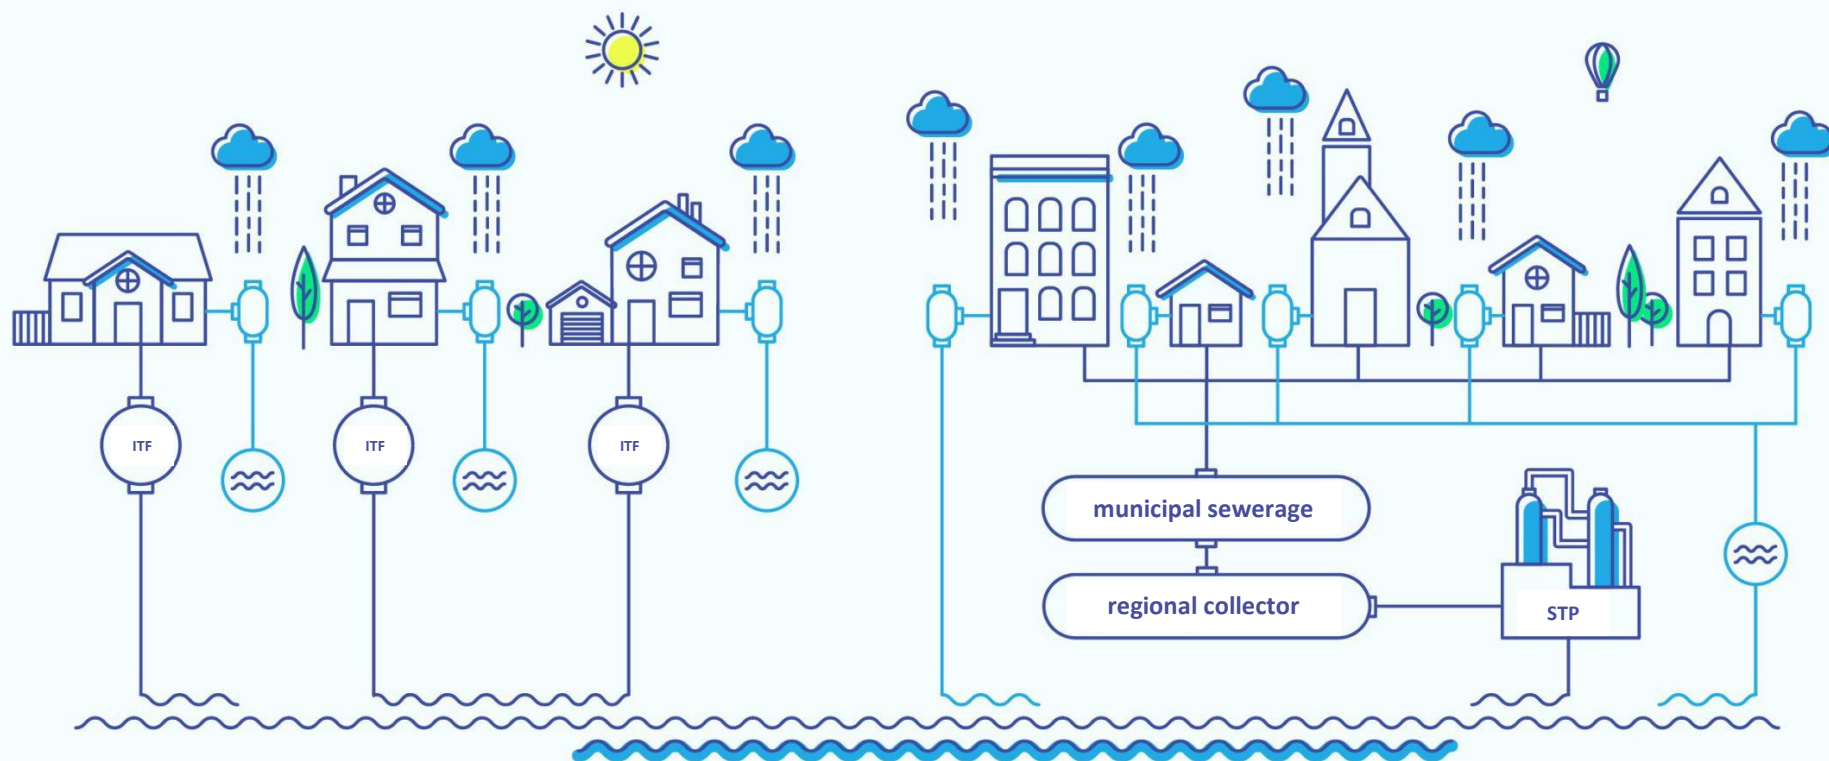 ITF
ITF
ITF
municipal sewerage
regional collector
STP